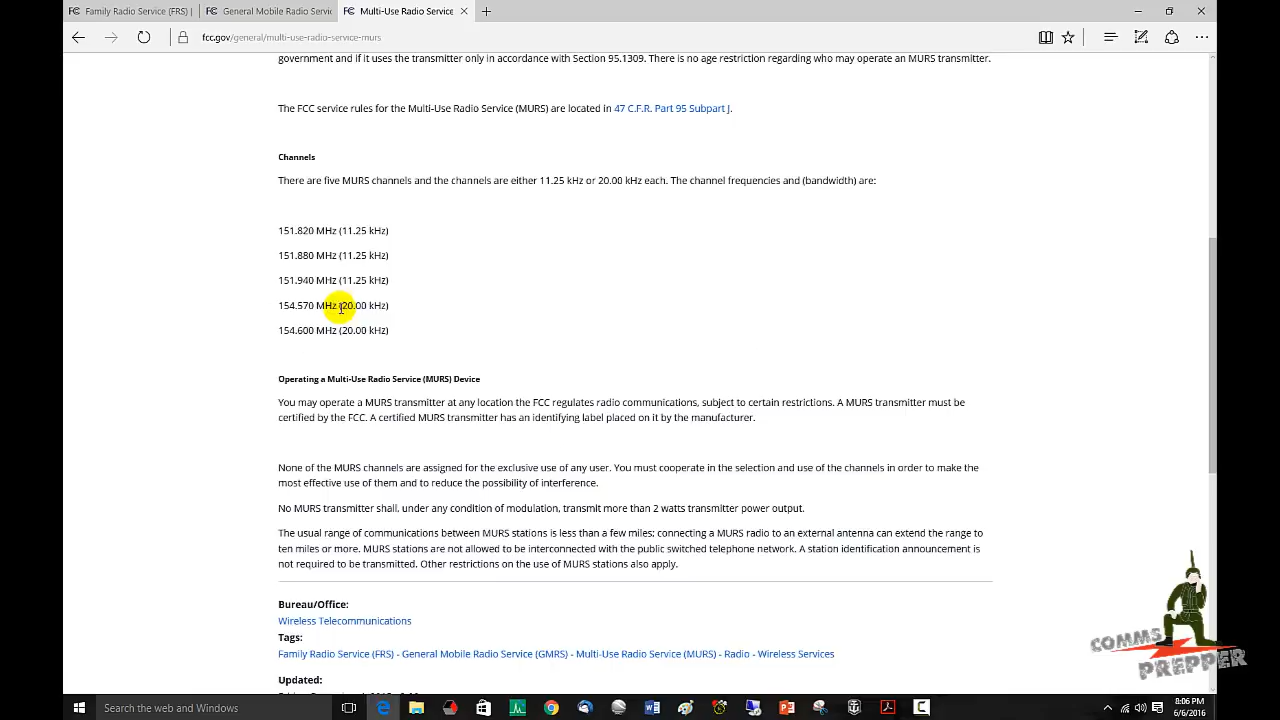 Family Radio Service (FRS) |
General Mobile Radio Servic
Multi-Use Radio Service
fcc.gov/general/multi-use-radio-service-murs
government and if it uses the transmitter only in accordance with Section 95.1309. There is no age restriction regarding who may operate an MURS transmitter.
The FCC service rules for the Multi-Use Radio Service (MURS) are located in 47 C.F.R. Part 95 Subpart J.
Channels
There are five MURS channels and the channels are either 11.25 kHz or 20.00 kHz each. The channel frequencies and (bandwidth) are:
151.820 MHz (11.25 kHz)
151.880 MHz (11.25 kHz)
151.940 MHz (11.25 kHz)
154.570 MHz (20.00 kHz)
154.600 MHz (20.00 kHz)
Operating a Multi-Use Radio Service (MURS) Device
You may operate a MURS transmitter at any location the FCC regulates radio communications, subject to certain restrictions. A MURS transmitter must be
certified by the FCC. A certified MURS transmitter has an identifying label placed on it by the manufacturer.
None of the MURS channels are assigned for the exclusive use of any user. You must cooperate in the selection and use of the channels in order to make the
most effective use of them and to reduce the possibility of interference.
No MURS transmitter shall, under any condition of modulation, transmit more than 2 watts transmitter power output.
The usual range of communications between MURS stations is less than a few miles; connecting a MURS radio to an external antenna can extend the range to
ten miles or more. MURS stations are not allowed to be interconnected with the public switched telephone network. A station identification announcement is
not required to be transmitted. Other restrictions on the use of MURS stations also apply.
Bureau/Office:
Wireless Telecommunications
Tags:
Family Radio Service (FRS) - General Mobile Radio Service (GMRS) - Multi-Use Radio Service (MURS) - Radio - Wireless Services
Updated:
COMMS
PREPPER
Search the web and Windows
8:06 PM
6/6/2016